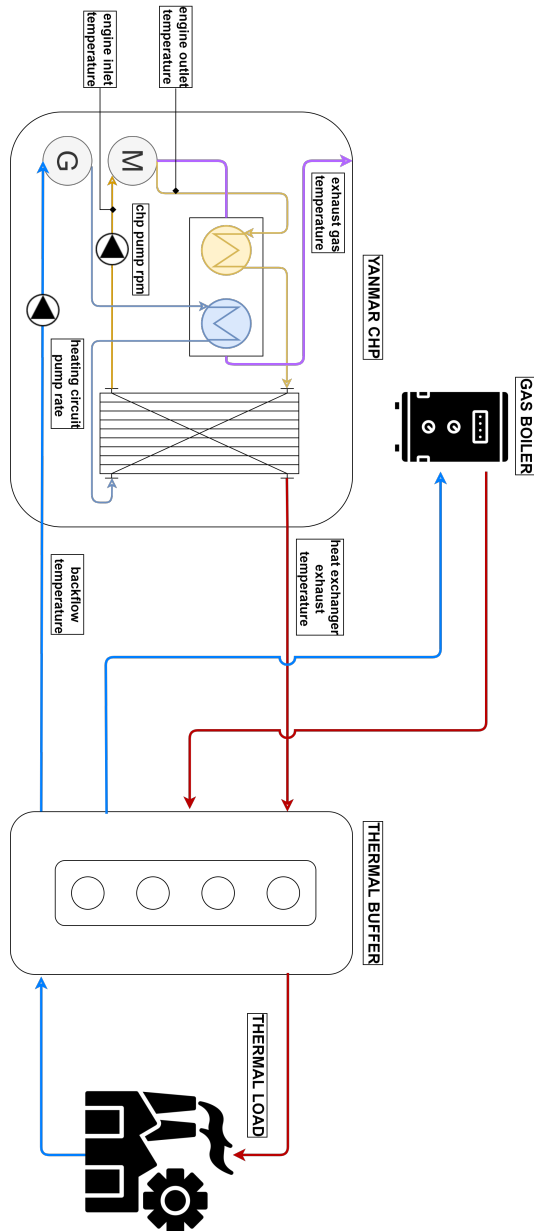 GAS BOILER
YANMAR CHP
THERMAL BUFFER
exhaust gas
temperature
heat exchanger
exhaust
temperature
THERMAL LOAD
engine outlet
temperature
chp pump rpm
M
engine inlet
temperature
G
heating circuit
pump rate
backflow
temperature